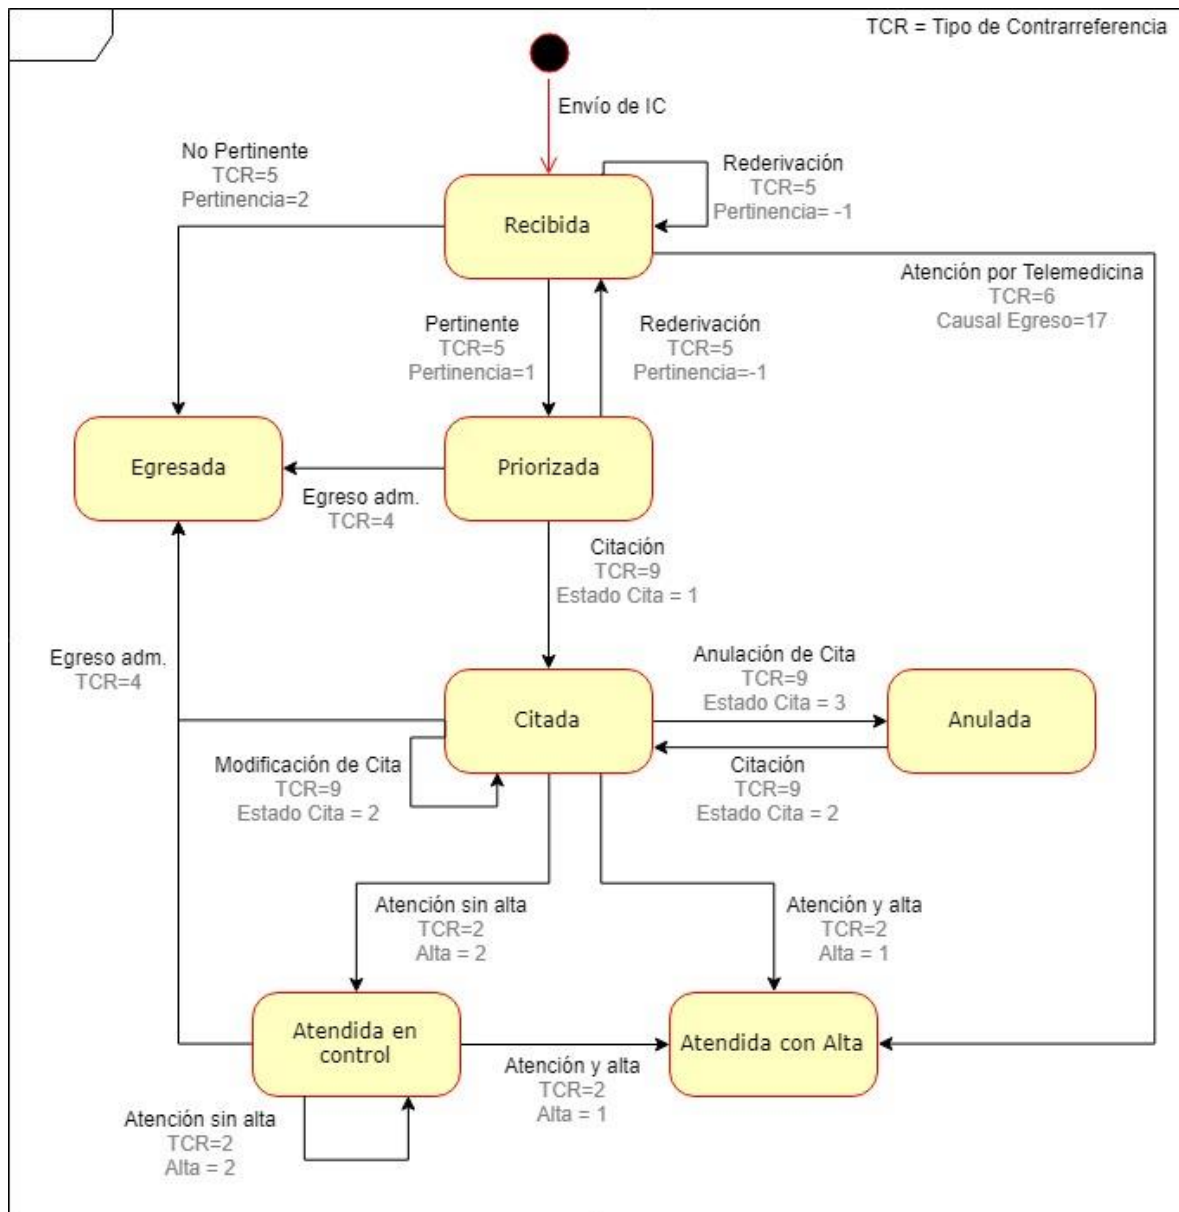 TCR = Tipo de Contrarreferencia
Envío de IC
No Pertinente
TCR=5
Pertinencia=2
Rederivación
TCR=5
Pertinencia= -1
Recibida
Atención por Telemedicina
TCR=6
Causal Egreso=17
Pertinente
TCR=5
Pertinencia=1
Rederivación
TCR=5
Pertinencia=-1
Egresada
Priorizada
Egreso adm.
TCR=4
Citación
TCR=9
Estado Cita = 1
Egreso adm.
TCR=4
Anulación de Cita
TCR=9
Estado Cita = 3
Citada
Anulada
Modificación de Cita
TCR=9
Estado Cita = 2
Citación
TCR=9
Estado Cita = 2
Atención sin alta
TCR=2
Alta = 2
Atención y alta
TCR=2
Alta = 1
Atendida en
control
Atendida con Alta
Atención y alta
TCR=2
Alta = 1
Atención sin alta
TCR=2
Alta = 2